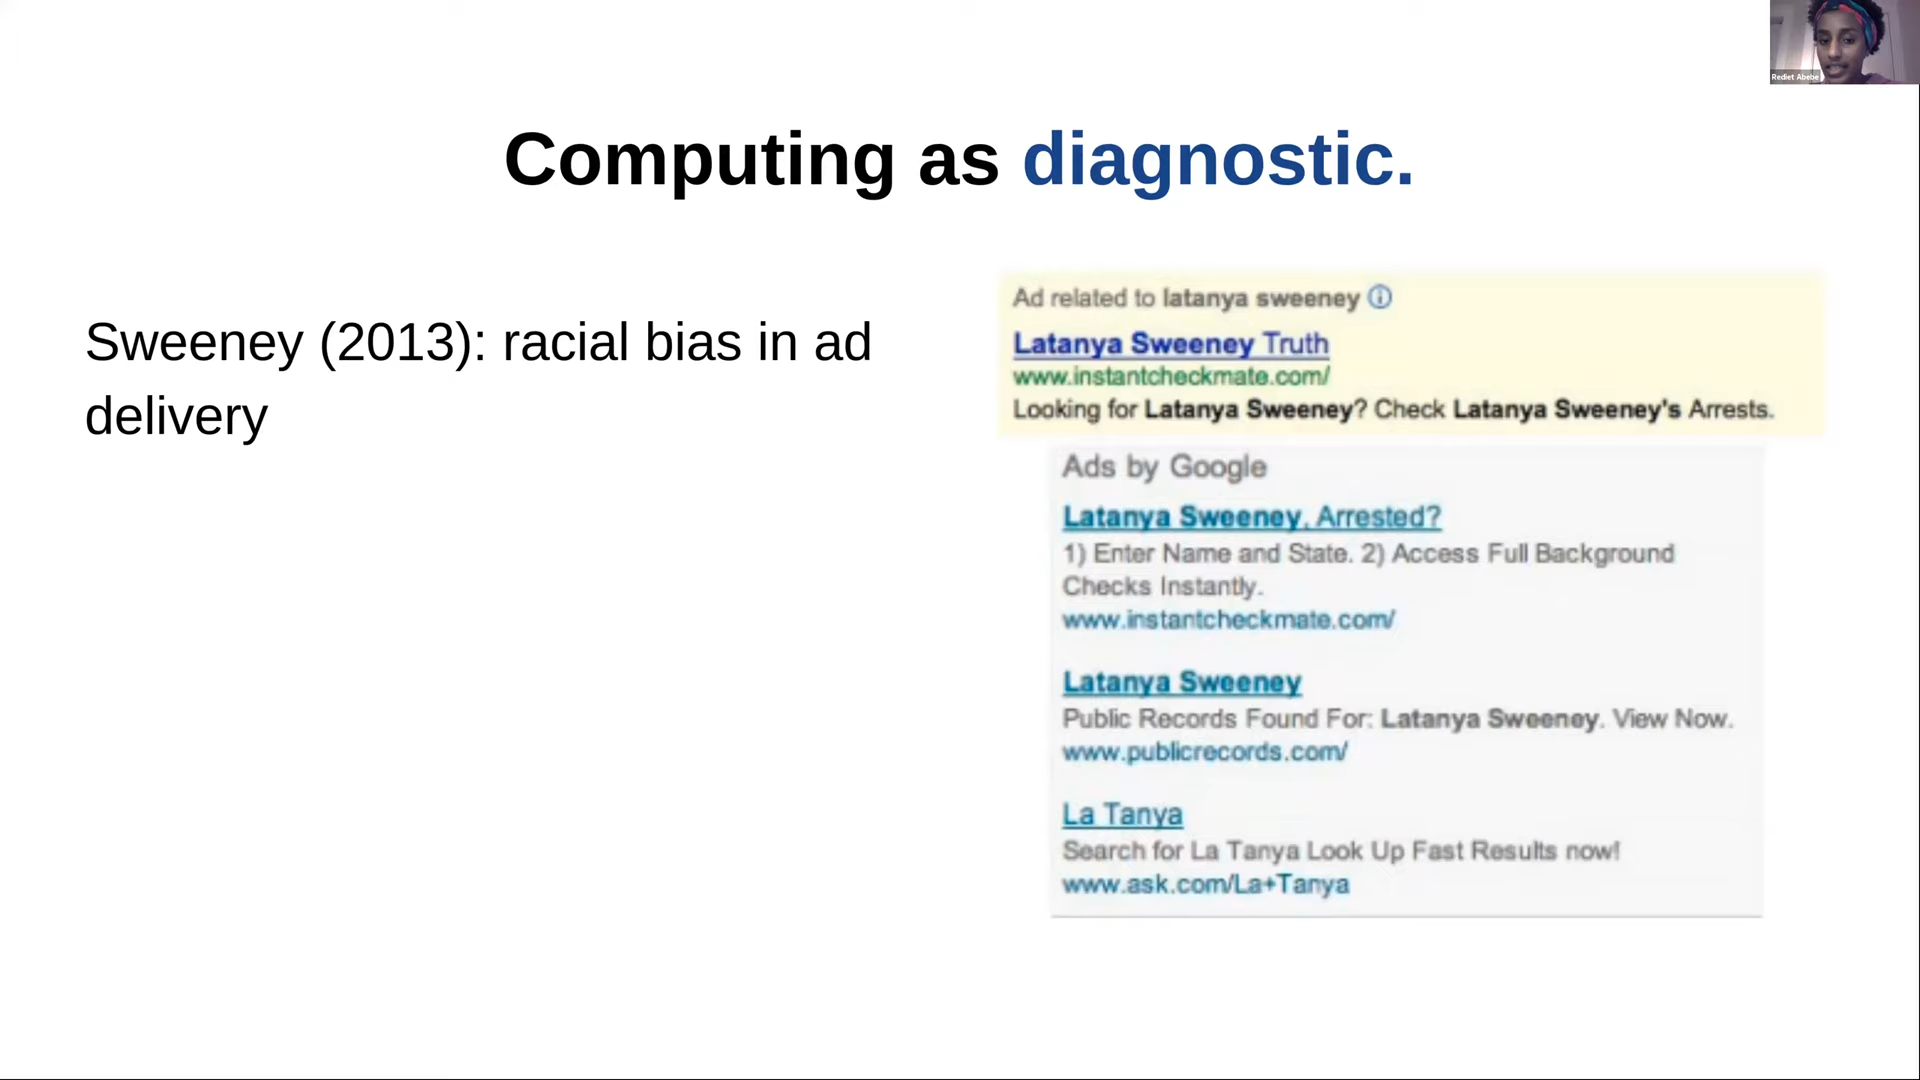 Rediet Abebe
Computing as diagnostic.
Sweeney (2013): racial bias in ad
delivery
Ad related to latanya sweeney
Latanya Sweeney Truth
www.instantcheckmate.com/
Looking for Latanya Sweeney? Check Latanya Sweeney's Arrests.
Ads by Google
Latanya Sweeney, Arrested?
1) Enter Name and State. 2) Access Full Background
Checks Instantly.
www.instantcheckmate.com/
Latanya Sweeney
Public Records Found For: Latanya Sweeney. View Now.
www.publicrecords.com/
La Tanya
Search for La Tanya Look Up Fast Results now!
www.ask.com/La+Tanya